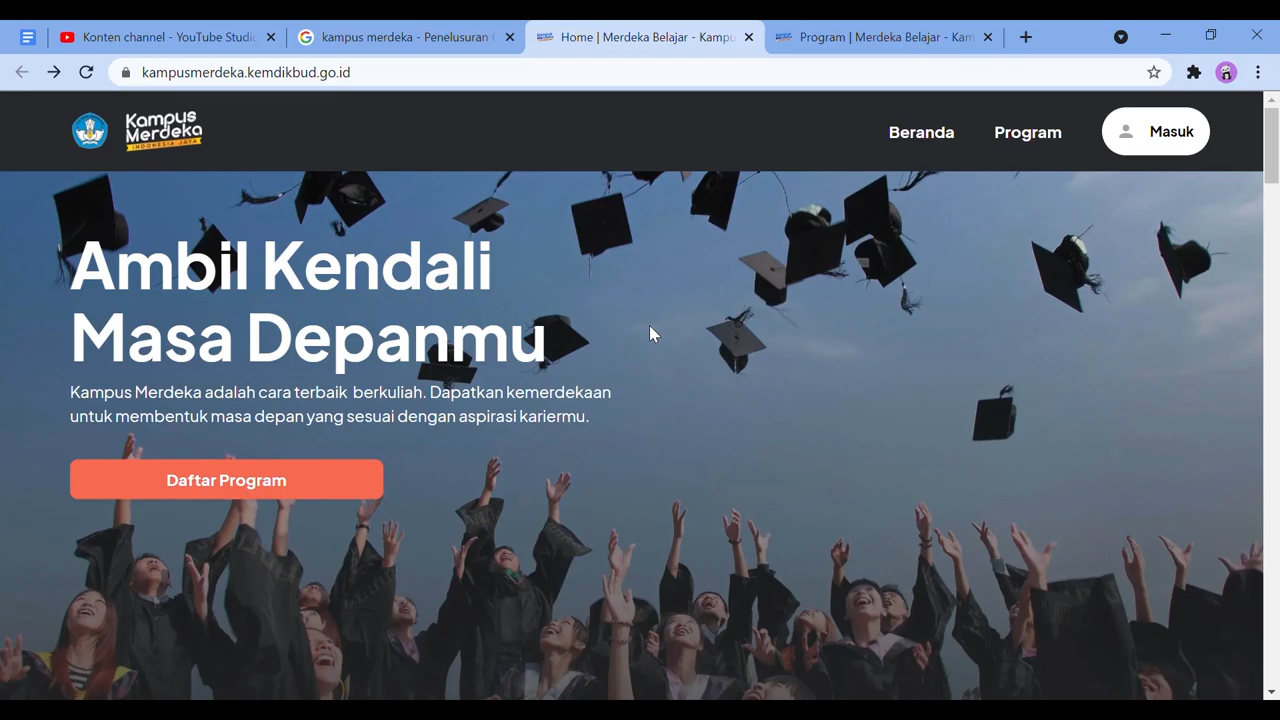 Konten channel - YouTube Studio
kampus merdeka - Penelusuran G
Home | Merdeka Belajar - Kampu
Program | Merdeka Belajar - Kam
kampusmerdeka.kemdikbud.go.id
Kampus
Merdeka
INDONESIA JAYA
Beranda
Program
Masuk
Ambil Kendali
Masa Depanmu
Kampus Merdeka adalah cara terbaik berkuliah. Dapatkan kemerdekaan
untuk membentuk masa depan yang sesuai dengan aspirasi kariermu.
Daftar Program